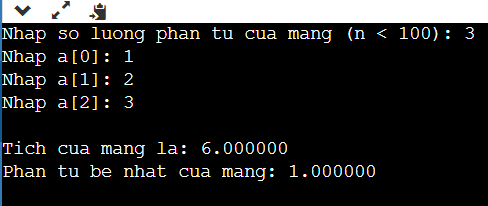 Nhap so luong phan tu cua mang (n < 100): 3
Nhap a[0]: 1
Nhap a[1]: 2
Nhap a[2]: 3
Tich cua mang la: 6.000000
Phan tu be nhat cua mang: 1.000000